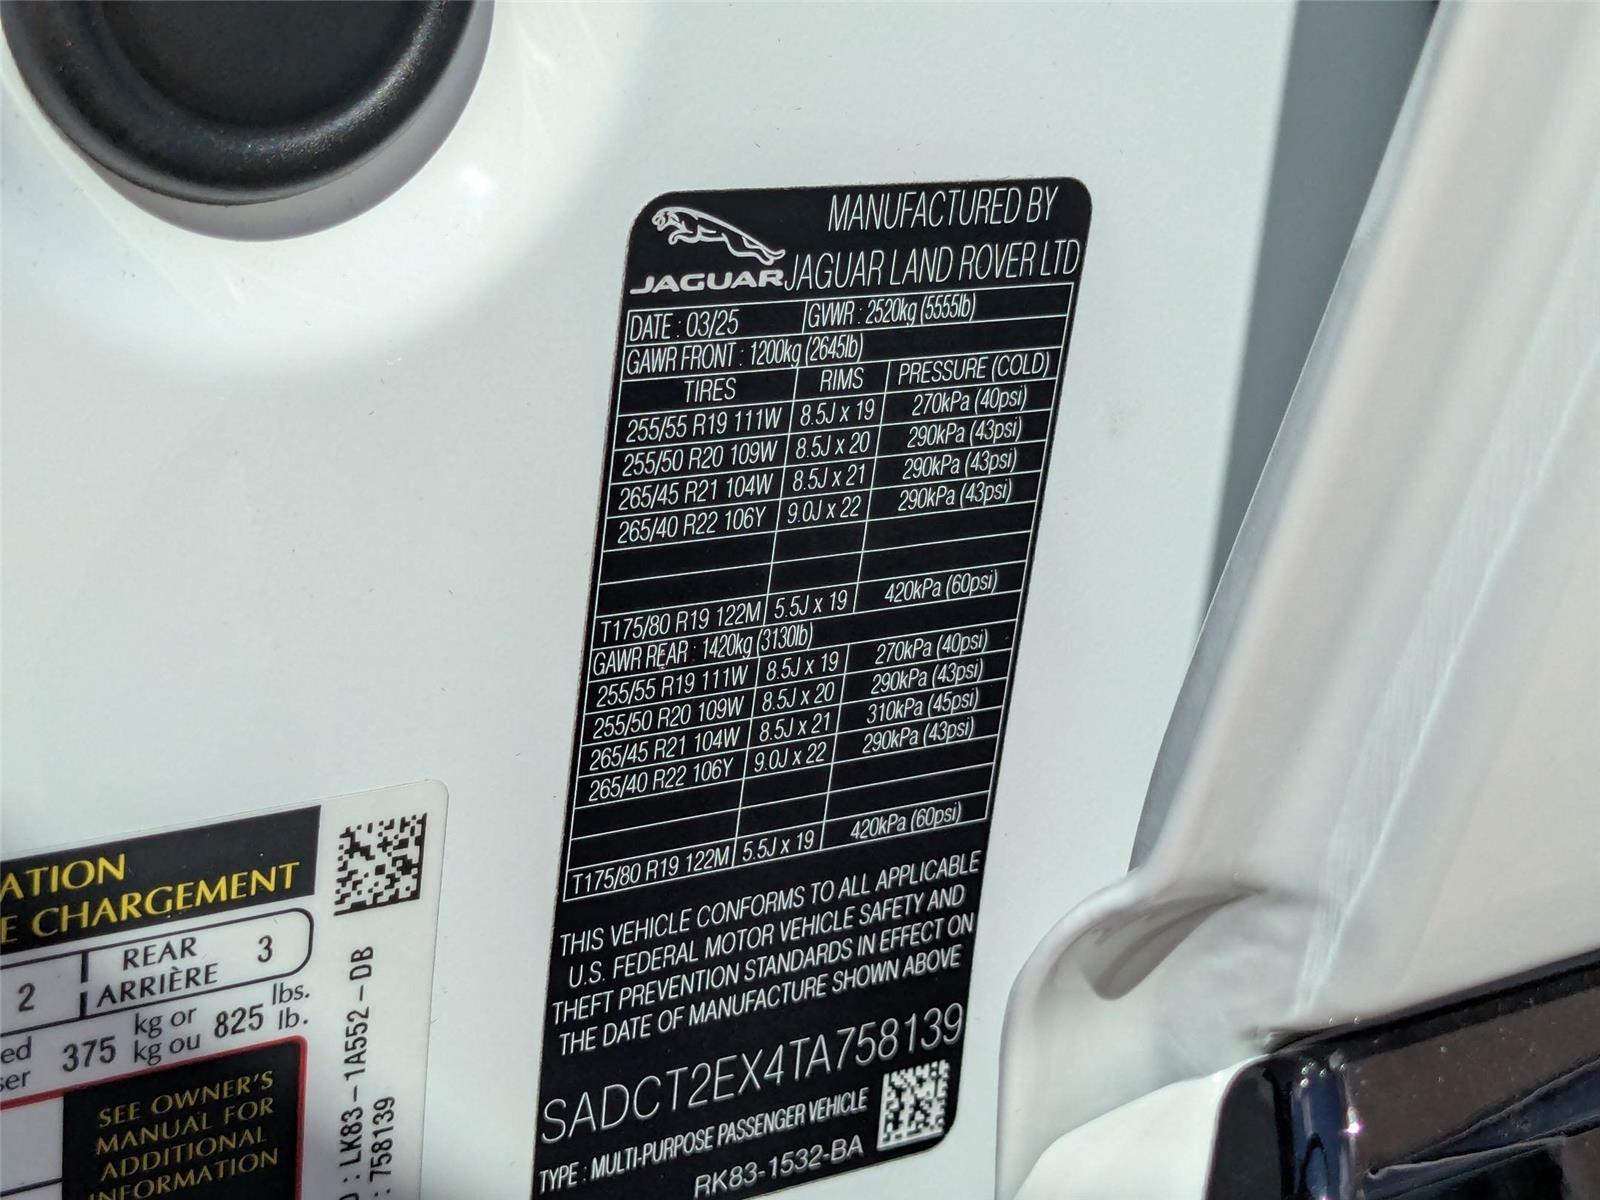 MANUFACTURED BY
JAGUAR JAGUAR LAND ROVER LTD
DATE : 03/25 GVWR : 2520kg (5555lb)
GAWR FRONT : 1200kg (2645lb)
TIRES RIMS PRESSURE (COLD)
255/55 R19 111W 8.5J x 19 270kPa (40psi)
255/50 R20 109W 8.5J x 20 290kPa (43psi)
265/45 R21 104W 8.5J x 21 290kPa (43psi)
265/40 R22 106Y 9.0J x 22 290kPa (43psi)
T175/80 R19 122M 5.5J x 19 420kPa (60psi)
GAWR REAR : 1420kg (3130lb)
255/55 R19 111W 8.5J x 19 270kPa (40psi)
255/50 R20 109W 8.5J x 20 290kPa (43psi)
265/45 R21 104W 8.5J x 21 310kPa (45psi)
265/40 R22 106Y 9.0J x 22 290kPa (43psi)
T175/80 R19 122M 5.5J x 19 420kPa (60psi)
THIS VEHICLE CONFORMS TO ALL APPLICABLE
U.S. FEDERAL MOTOR VEHICLE SAFETY AND
THEFT PREVENTION STANDARDS IN EFFECT ON
THE DATE OF MANUFACTURE SHOWN ABOVE
SADCT2EX4TA758139
TYPE : MULTI-PURPOSE PASSENGER VEHICLE
RK83-1532-BA
ATION
E CHARGEMENT
2 REAR 3
ARRIÈRE
ed 375 kg or 825 lbs.
ser kg ou lb.
SEE OWNER'S
MANUAL FOR
ADDITIONAL
INFORMATION
: LK83-1A552-DB
: 758139